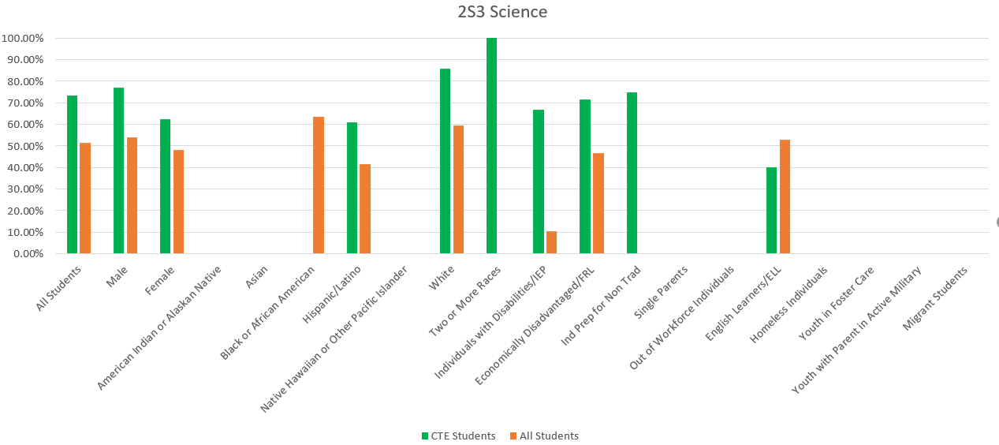 2S3 Science
100.00%
90.00%
80.00%
70.00%
60.00%
50.00%
40.00%
30.00%
20.00%
10.00%
0.00%
All Students
Male
Female
American Indian or Alaskan Native
Asian
Black or African American
Hispanic/Latino
Native Hawaiian or Other Pacific Islander
White
Two or More Races
Individuals with Disabilities/IEP
Economically Disadvantaged/FRL
Ind Prep for Non Trad
Single Parents
Out of Workforce Individuals
English Learners/ELL
Homeless Individuals
Youth in Foster Care
Youth with Parent in Active Military
Migrant Students
CTE Students
All Students